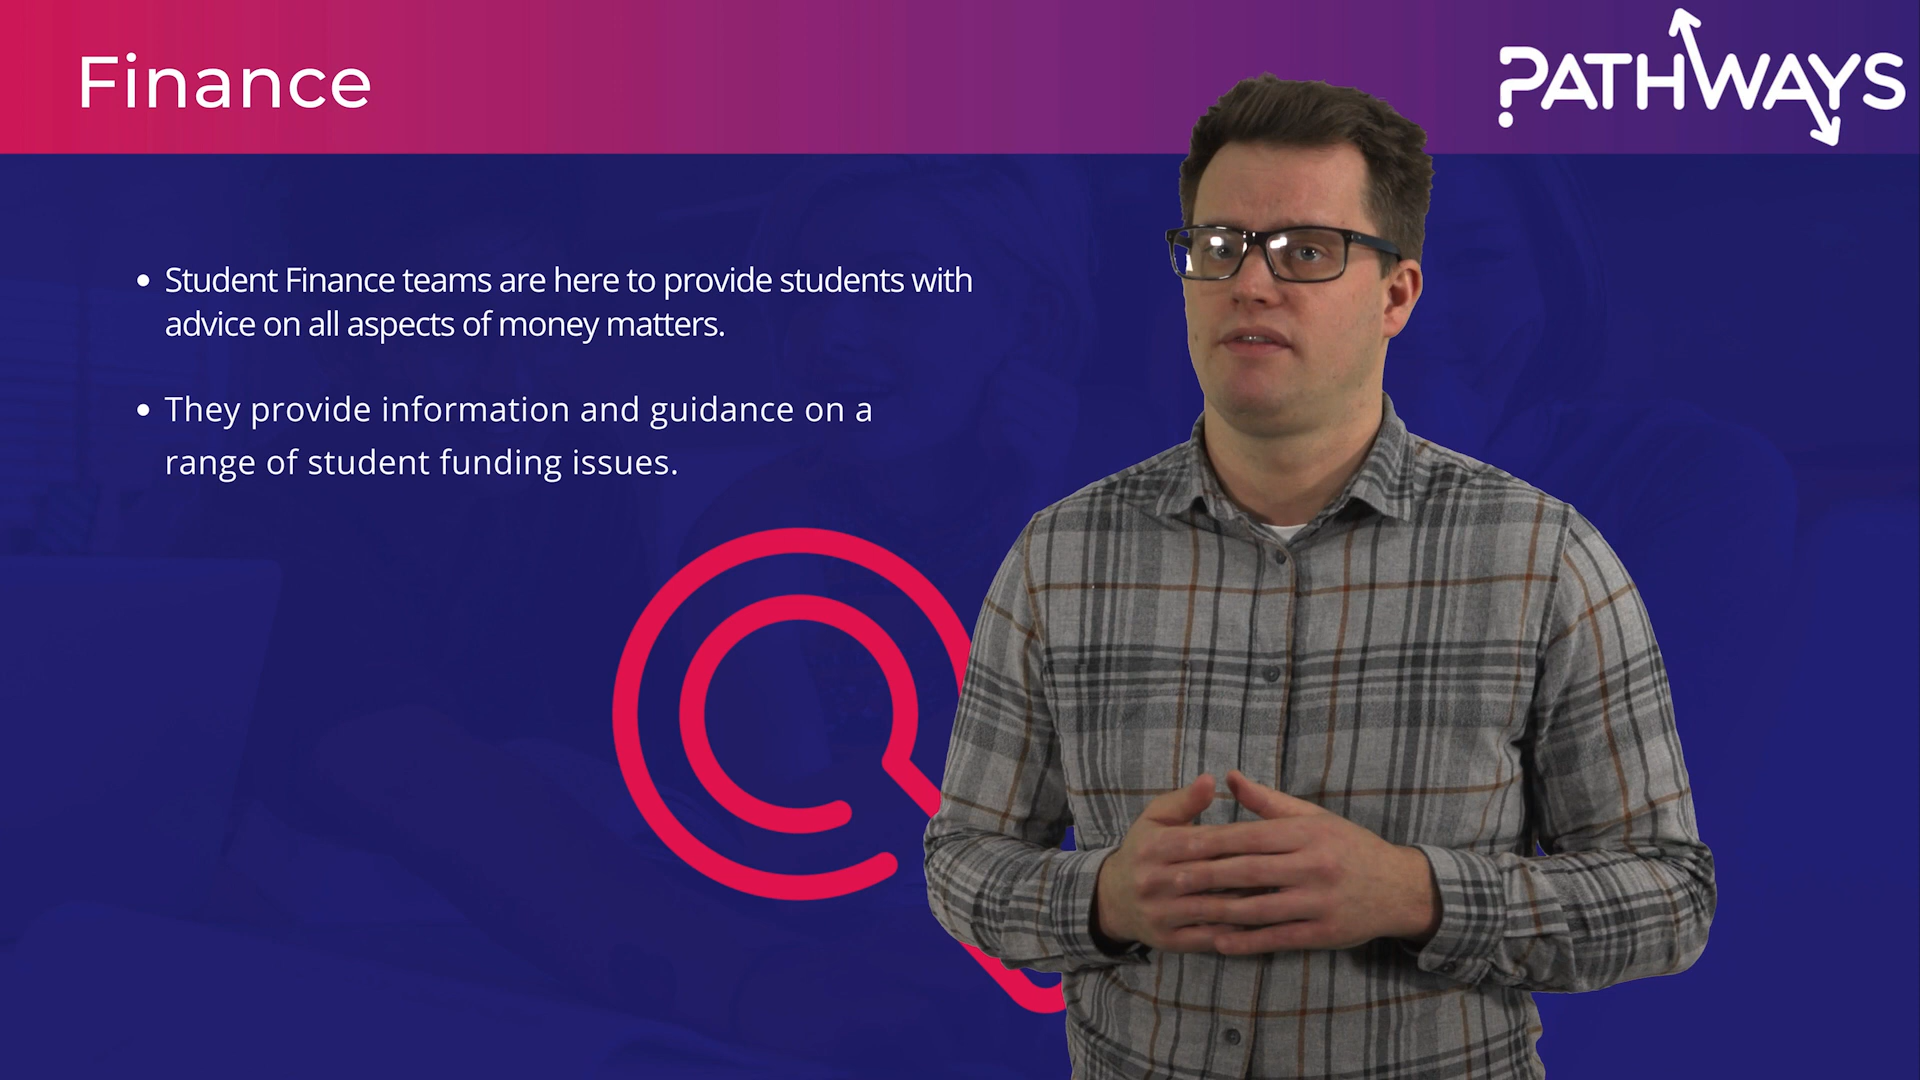 Finance
PATHWAYS
• Student Finance teams are here to provide students with
advice on all aspects of money matters.
• They provide information and guidance on a
range of student funding issues.